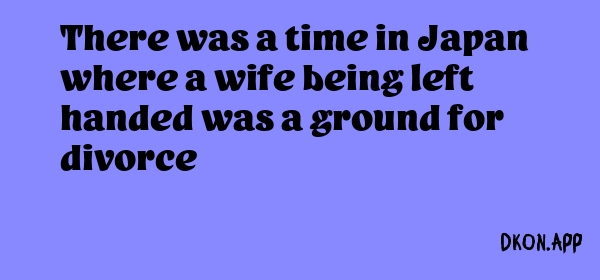 There was a time in Japan
where a wife being left
handed was a ground for
divorce
DKON.APP